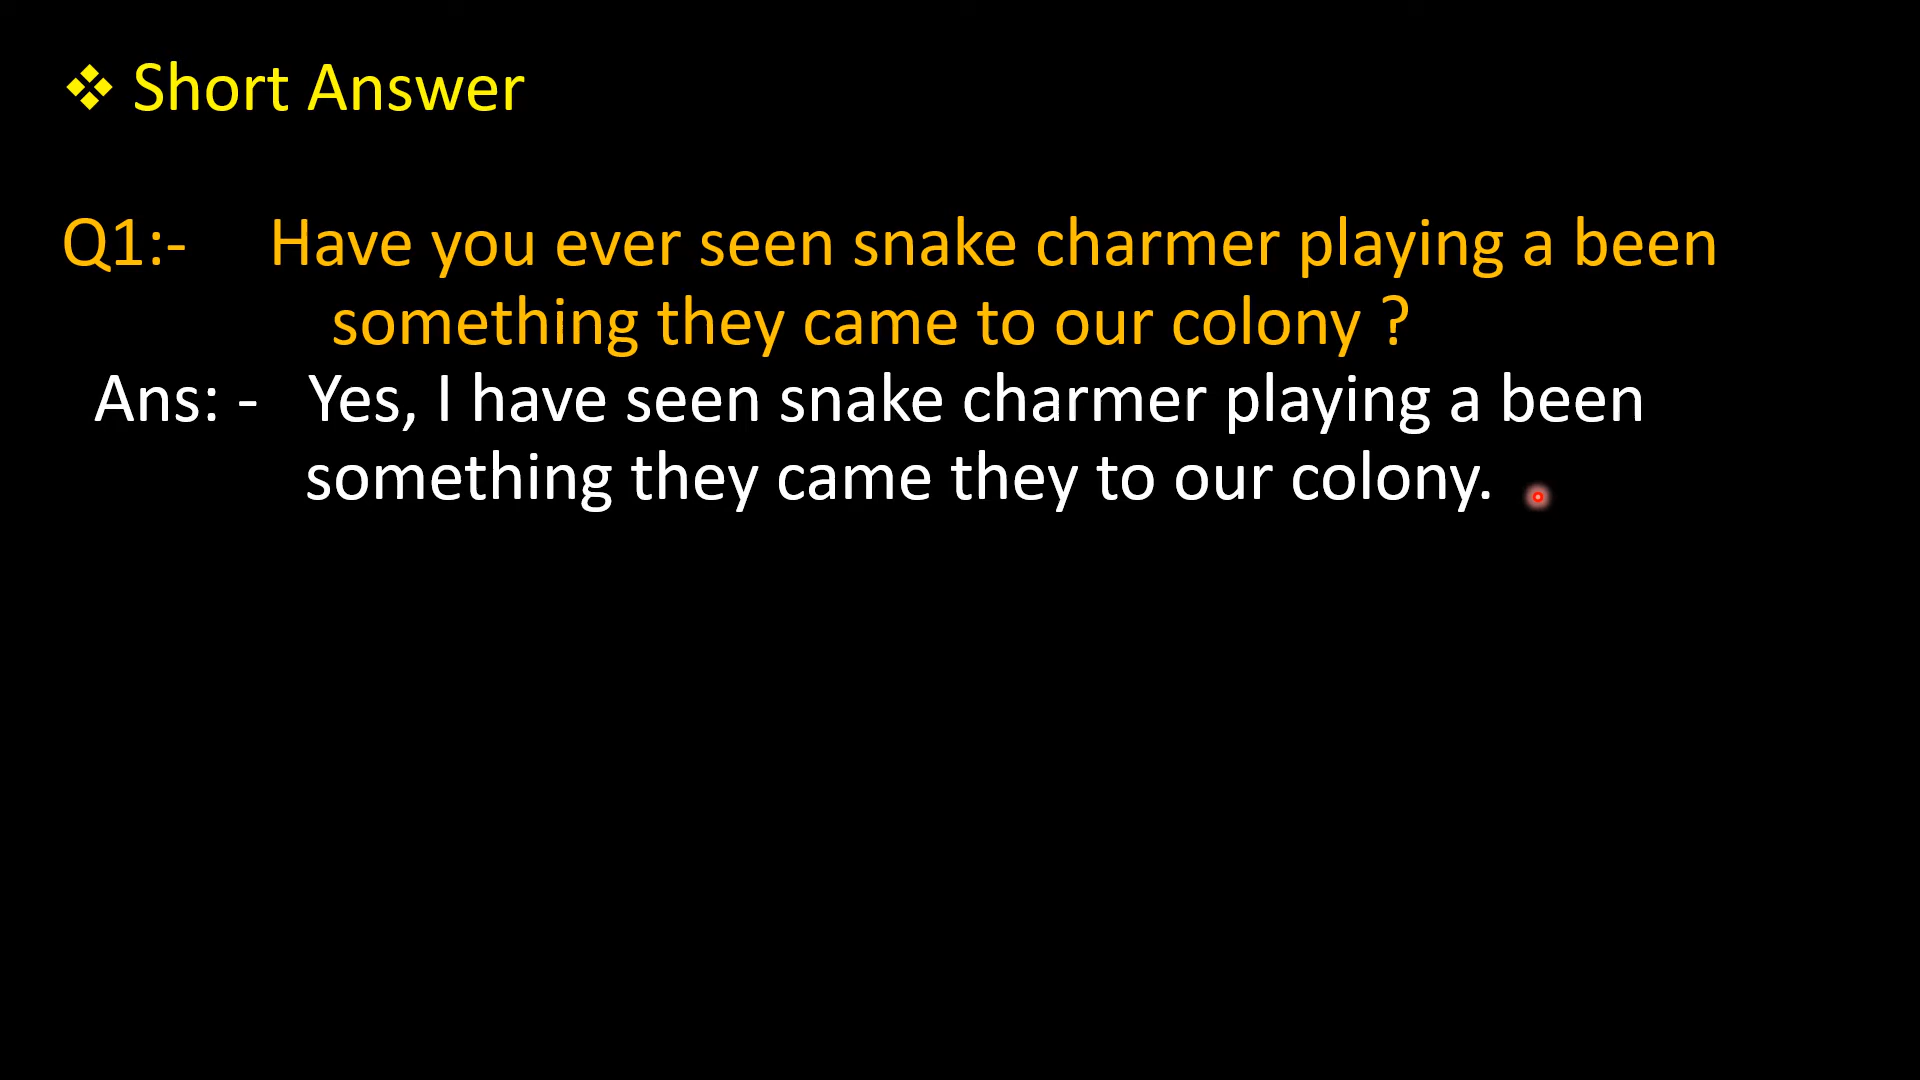 ❖ Short Answer
Q1:- Have you ever seen snake charmer playing a been
something they came to our colony ?
Ans: - Yes, I have seen snake charmer playing a been
something they came they to our colony.